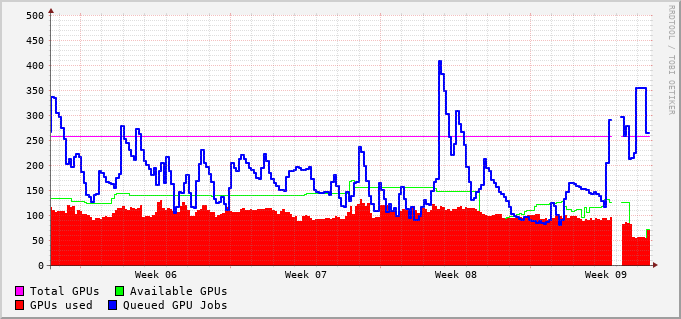 500
450
400
350
300
250
200
150
100
50
0
Week 06 Week 07 Week 08 Week 09
Total GPUs Available GPUs
GPUs used Queued GPU Jobs
RRDTOOL / TOBI OETIKER